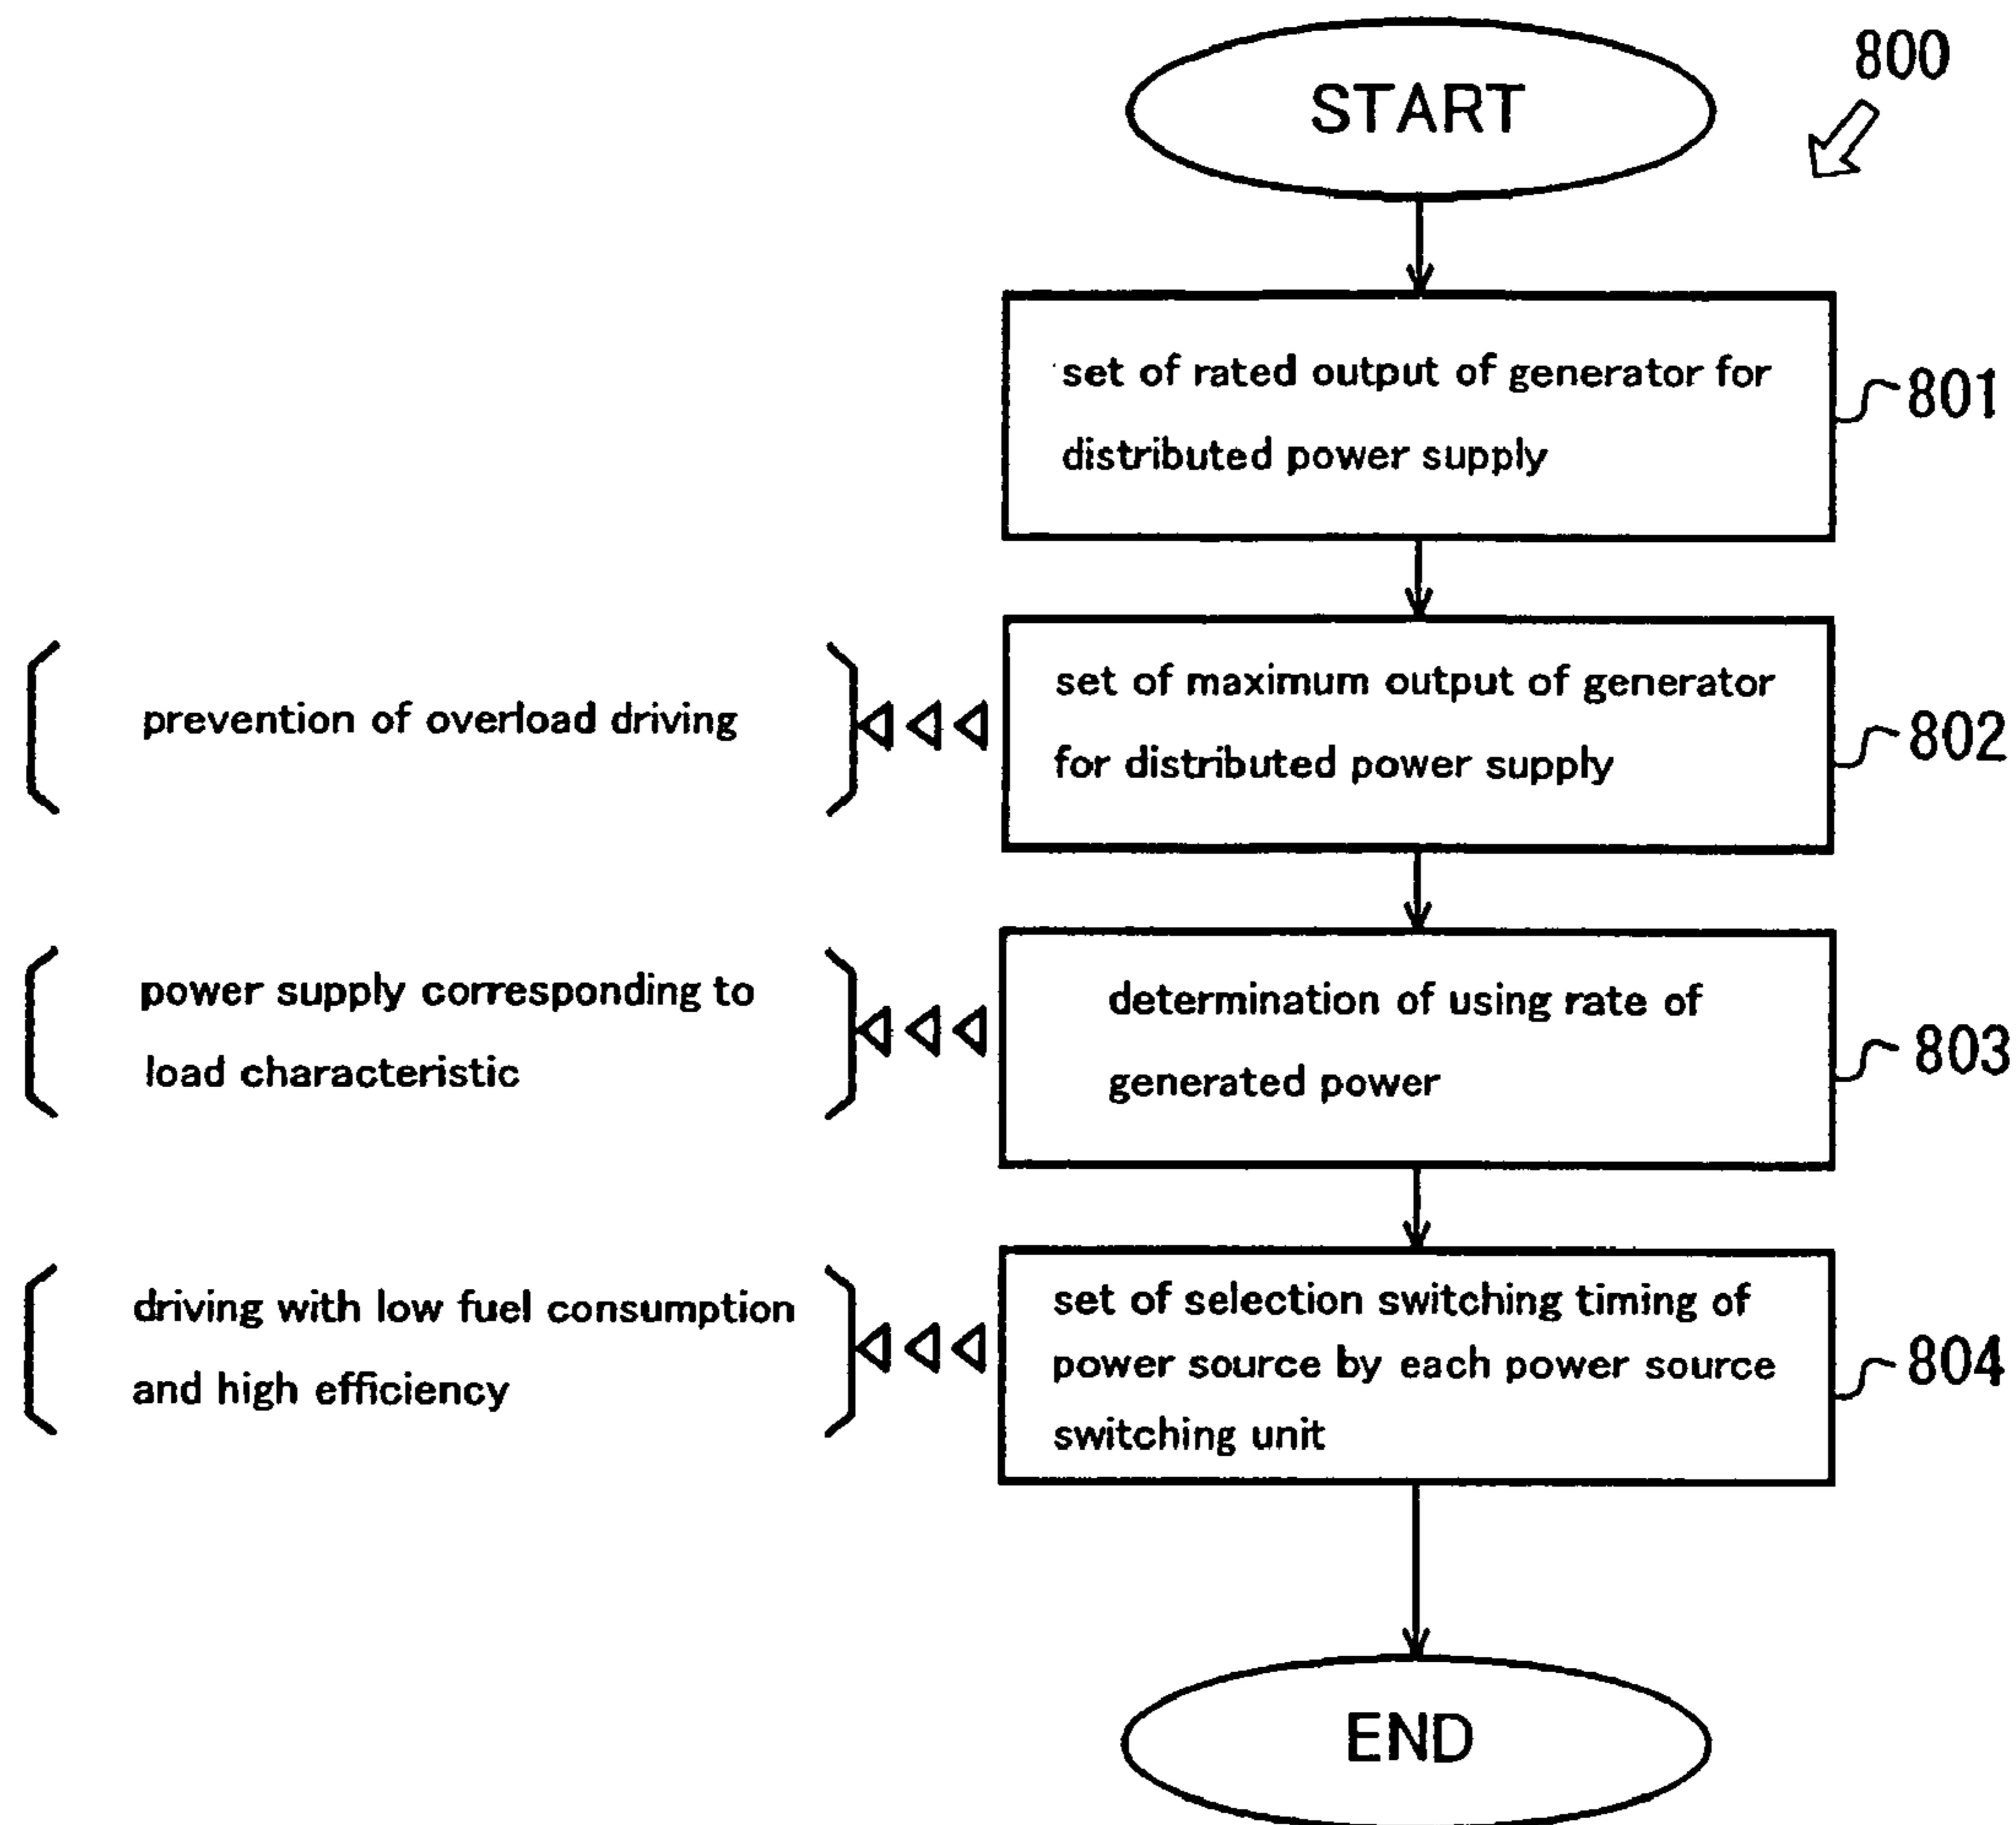 START
800
set of rated output of generator for
distributed power supply
801
set of maximum output of generator
for distributed power supply
802
prevention of overload driving
determination of using rate of
generated power
803
power supply corresponding to
load characteristic
set of selection switching timing of
power source by each power source
switching unit
804
driving with low fuel consumption
and high efficiency
END